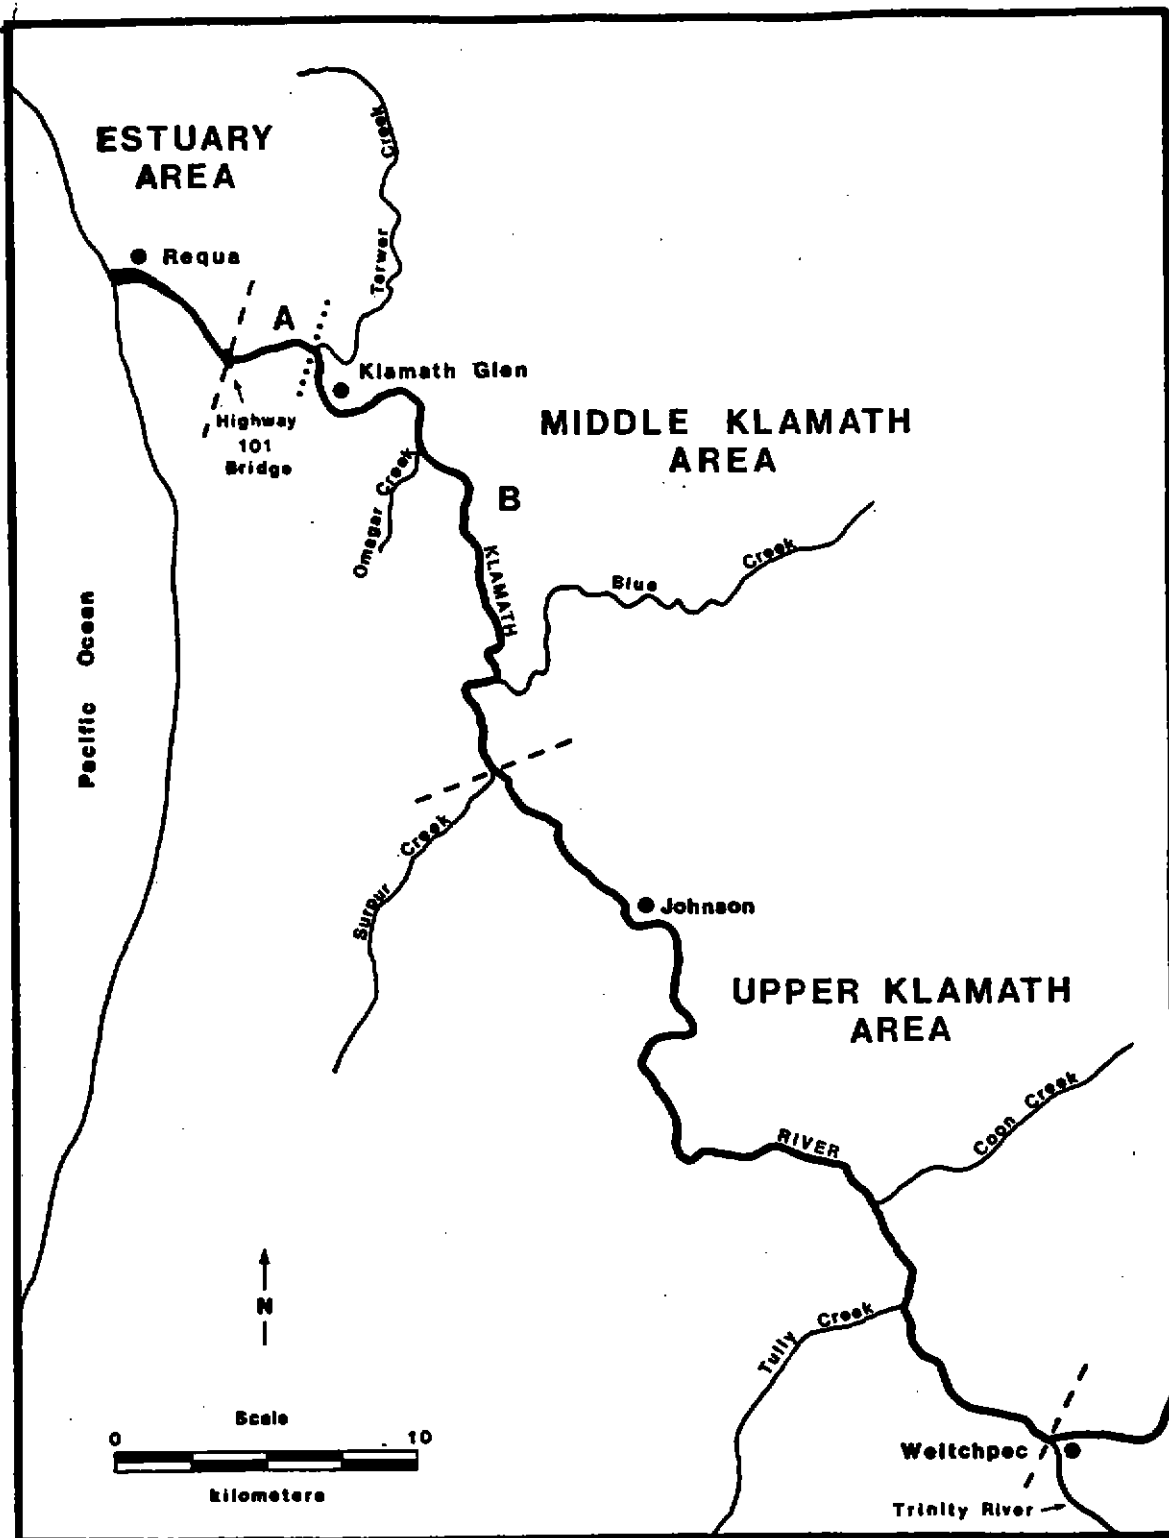 ESTUARY
AREA
Creek
Terwer
Requa
A
Klamath Glen
Highway
101
Bridge
MIDDLE KLAMATH
AREA
Omagar Creek
B
KLAMATH
Blue
Creek
Pacific Ocean
Surpur
Creek
Johnson
UPPER KLAMATH
AREA
RIVER
Coon Creek
N
Tully
Creek
Scale
0
10
kilometers
Weitchpec
Trinity River